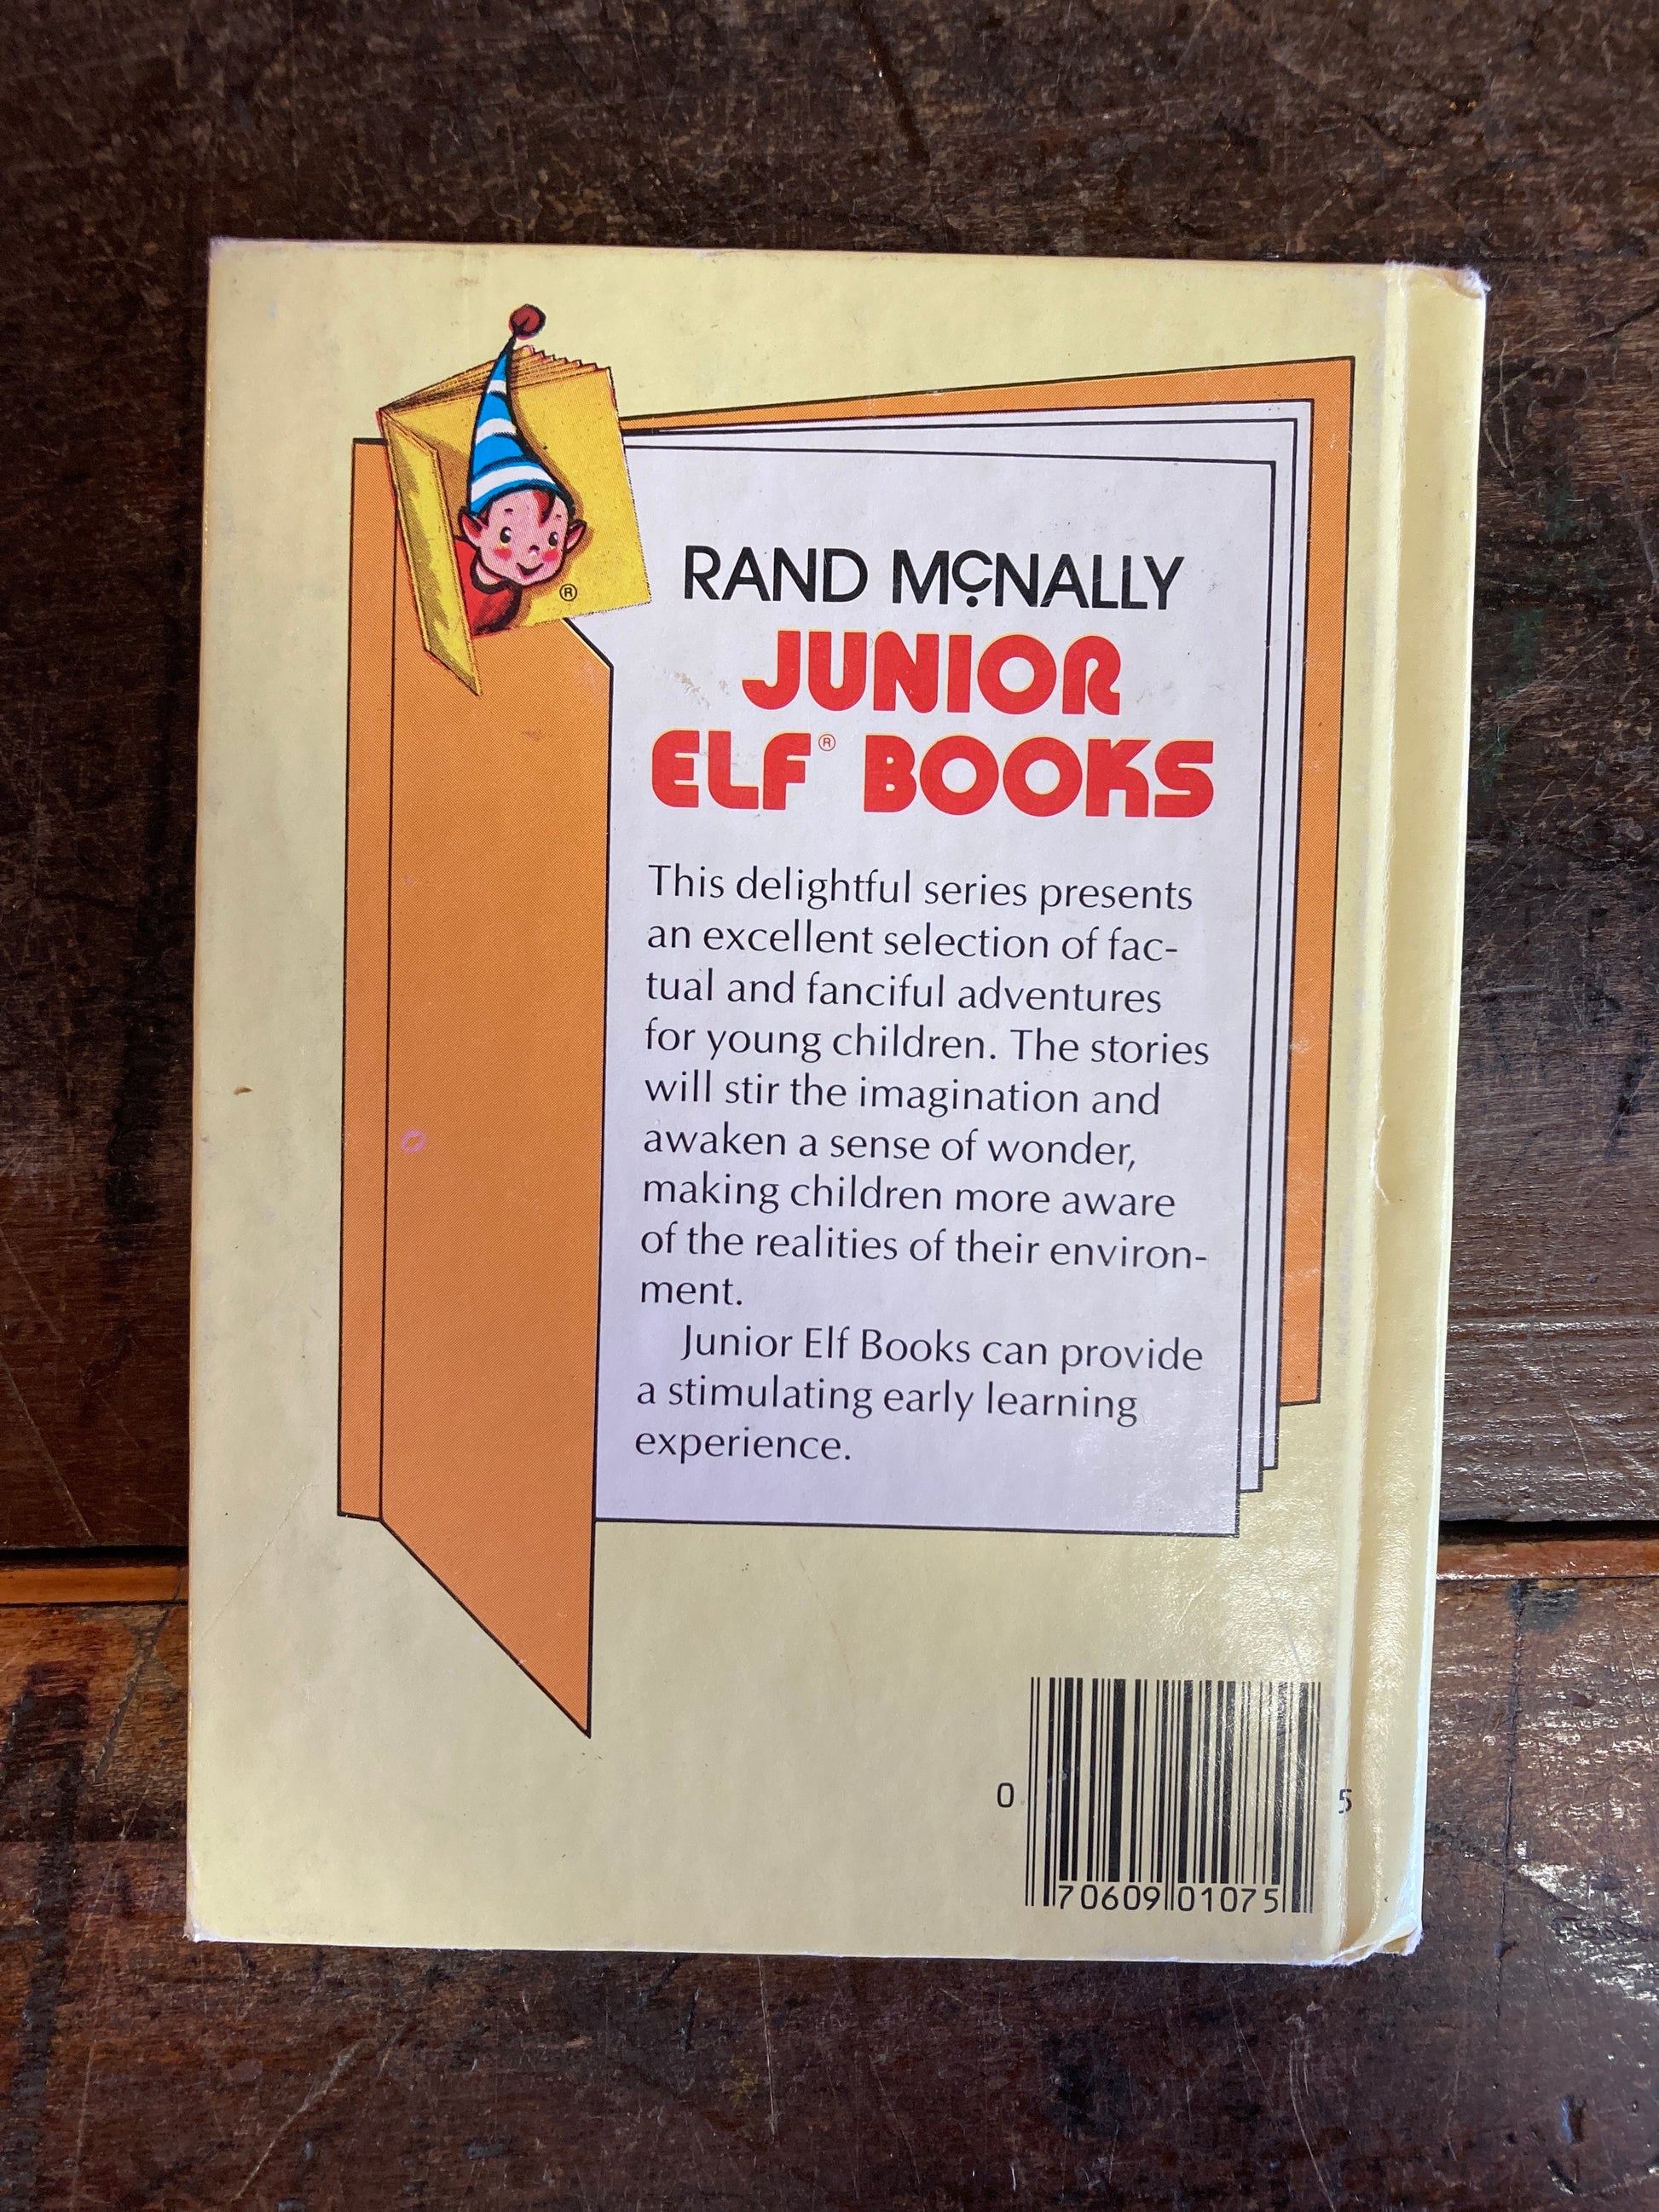 ®
RAND McNALLY
JUNIOR
ELF® BOOKS
This delightful series presents
an excellent selection of fac-
tual and fanciful adventures
for young children. The stories
will stir the imagination and
awaken a sense of wonder,
making children more aware
of the realities of their environ-
ment.
Junior Elf Books can provide
a stimulating early learning
experience.
0 70609 01075 5